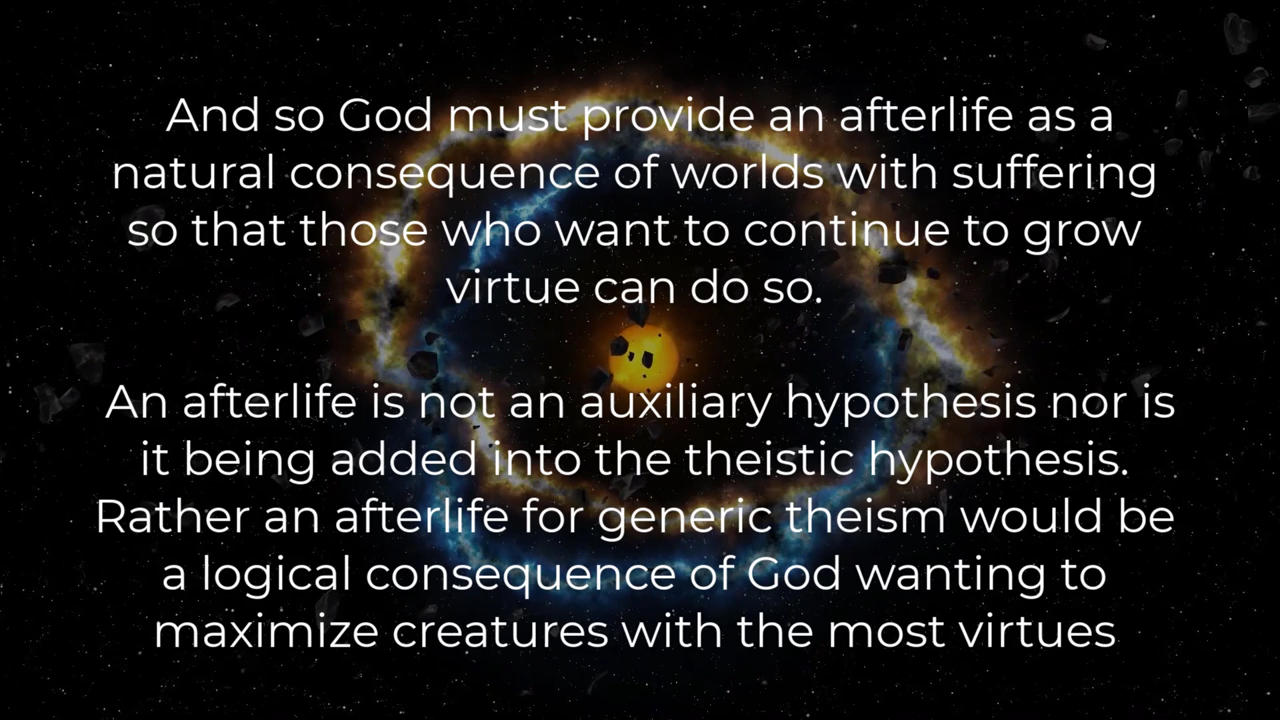 And so God must provide an afterlife as a
natural consequence of worlds with suffering
so that those who want to continue to grow
virtue can do so.
An afterlife is not an auxiliary hypothesis nor is
it being added into the theistic hypothesis.
Rather an afterlife for generic theism would be
a logical consequence of God wanting to
maximize creatures with the most virtues